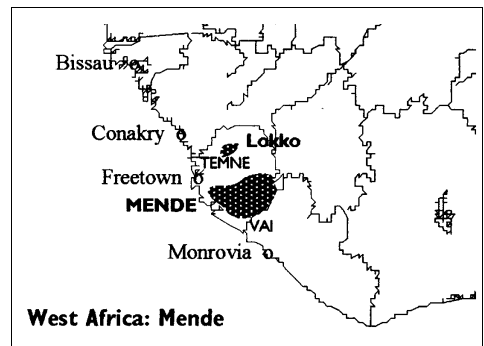 Bissau
Conakry
Lokko
TEMNE
Freetown
MENDE
VAI
Monrovia
West Africa: Mende